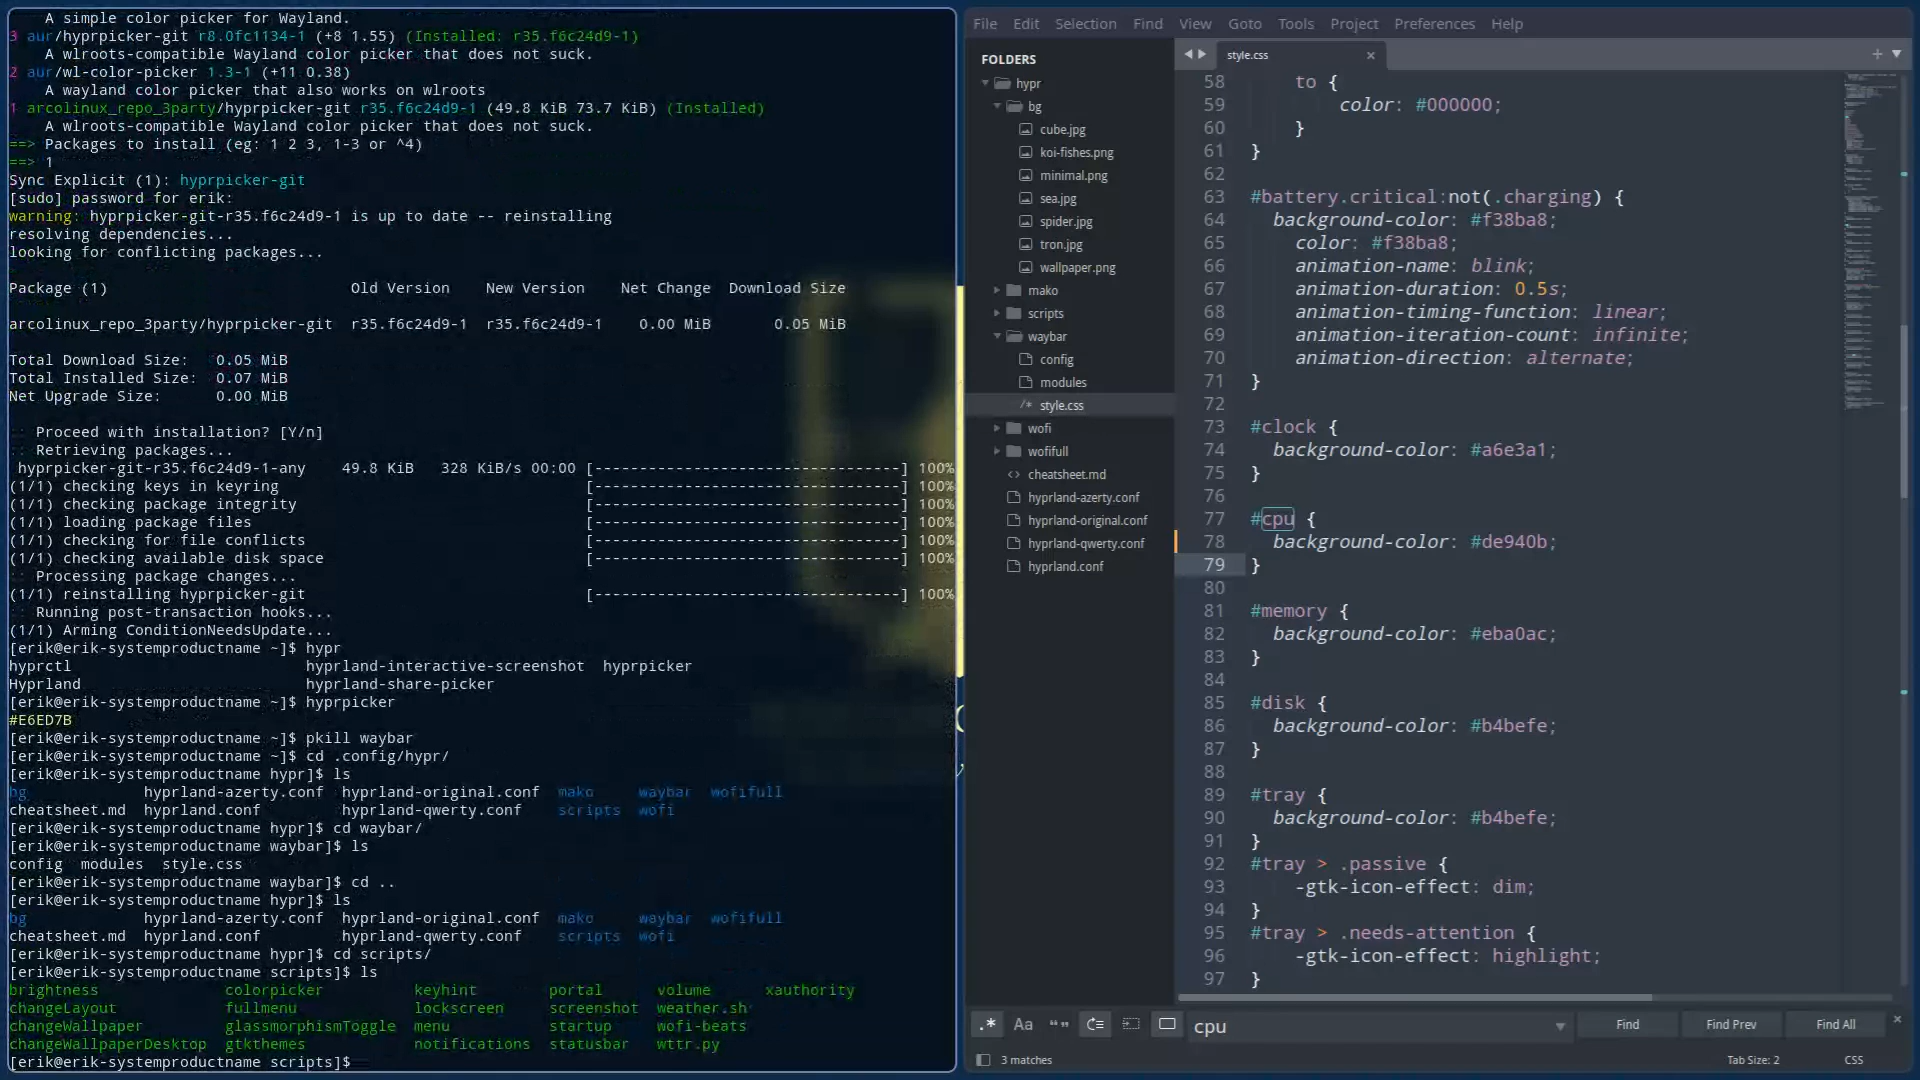 A simple color picker for Wayland.
3 aur/hyprpicker-git r8.0fc1134-1 (+8 1.55) (Installed: r35.f6c24d9-1)
A wlroots-compatible Wayland color picker that does not suck.
2 aur/wl-color-picker 1.3-1 (+11 0.38)
A wayland color picker that also works on wlroots
1 arcolinux_repo_3party/hyprpicker-git r35.f6c24d9-1 (49.8 KiB 73.7 KiB) (Installed)
A wlroots-compatible Wayland color picker that does not suck.
==> Packages to install (eg: 1 2 3, 1-3 or ^4)
==> 1
Sync Explicit (1): hyprpicker-git
[sudo] password for erik:
warning: hyprpicker-git-r35.f6c24d9-1 is up to date -- reinstalling
resolving dependencies...
looking for conflicting packages...
Package (1) Old Version New Version Net Change Download Size
arcolinux_repo_3party/hyprpicker-git r35.f6c24d9-1 r35.f6c24d9-1 0.00 MiB 0.05 MiB
Total Download Size: 0.05 MiB
Total Installed Size: 0.07 MiB
Net Upgrade Size: 0.00 MiB
:: Proceed with installation? [Y/n]
:: Retrieving packages...
hyprpicker-git-r35.f6c24d9-1-any 49.8 KiB 328 KiB/s 00:00 [----------------------------------] 100%
(1/1) checking keys in keyring [----------------------------------] 100%
(1/1) checking package integrity [----------------------------------] 100%
(1/1) loading package files [----------------------------------] 100%
(1/1) checking for file conflicts [----------------------------------] 100%
(1/1) checking available disk space [----------------------------------] 100%
:: Processing package changes...
(1/1) reinstalling hyprpicker-git [----------------------------------] 100%
:: Running post-transaction hooks...
(1/1) Arming ConditionNeedsUpdate...
[erik@erik-systemproductname ~]$ hypr
hyprctl hyprland-interactive-screenshot hyprpicker
Hyprland hyprland-share-picker
[erik@erik-systemproductname ~]$ hyprpicker
#E6ED7B
[erik@erik-systemproductname ~]$ pkill waybar
[erik@erik-systemproductname ~]$ cd .config/hypr/
[erik@erik-systemproductname hypr]$ ls
bg hyprland-azerty.conf hyprland-original.conf mako waybar wofifull
cheatsheet.md hyprland.conf hyprland-qwerty.conf scripts wofi
[erik@erik-systemproductname hypr]$ cd waybar/
[erik@erik-systemproductname waybar]$ ls
config modules style.css
[erik@erik-systemproductname waybar]$ cd ..
[erik@erik-systemproductname hypr]$ ls
bg hyprland-azerty.conf hyprland-original.conf mako waybar wofifull
cheatsheet.md hyprland.conf hyprland-qwerty.conf scripts wofi
[erik@erik-systemproductname hypr]$ cd scripts/
[erik@erik-systemproductname scripts]$ ls
brightness colorpicker keyhint portal volume xauthority
changeLayout fullmenu lockscreen screenshot weather.sh
changeWallpaper glassmorphismToggle menu startup wofi-beats
changeWallpaperDesktop gtkthemes notifications statusbar wttr.py
[erik@erik-systemproductname scripts]$
File Edit Selection Find View Goto Tools Project Preferences Help
FOLDERS
hypr
bg
cube.jpg
koi-fishes.png
minimal.png
sea.jpg
spider.jpg
tron.jpg
wallpaper.png
mako
scripts
waybar
config
modules
/* style.css
wofi
wofifull
<> cheatsheet.md
hyprland-azerty.conf
hyprland-original.conf
hyprland-qwerty.conf
hyprland.conf
style.css ×
58 to {
59 color: #000000;
60 }
61 }
62
63 #battery.critical:not(.charging) {
64 background-color: #f38ba8;
65 color: #f38ba8;
66 animation-name: blink;
67 animation-duration: 0.5s;
68 animation-timing-function: linear;
69 animation-iteration-count: infinite;
70 animation-direction: alternate;
71 }
72
73 #clock {
74 background-color: #a6e3a1;
75 }
76
77 #cpu {
78 background-color: #de940b;
79 }
80
81 #memory {
82 background-color: #eba0ac;
83 }
84
85 #disk {
86 background-color: #b4befe;
87 }
88
89 #tray {
90 background-color: #b4befe;
91 }
92 #tray > .passive {
93 -gtk-icon-effect: dim;
94 }
95 #tray > .needs-attention {
96 -gtk-icon-effect: highlight;
97 }
.* Aa “” cpu Find Find Prev Find All ×
3 matches Tab Size: 2 CSS